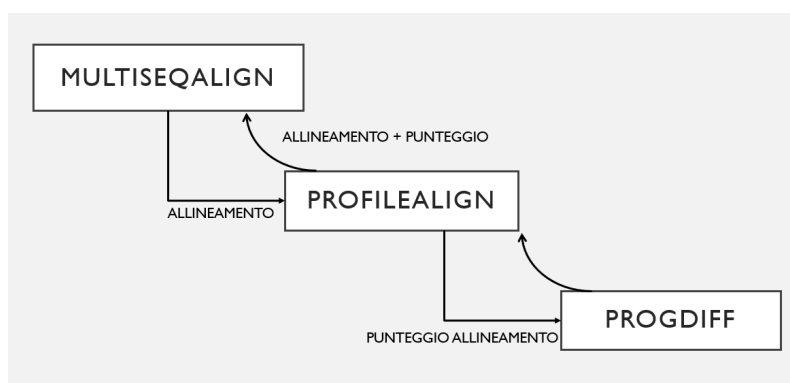 MULTISEQALIGN
ALLINEAMENTO + PUNTEGGIO
PROFILEALIGN
ALLINEAMENTO
PROGDIFF
PUNTEGGIO ALLINEAMENTO